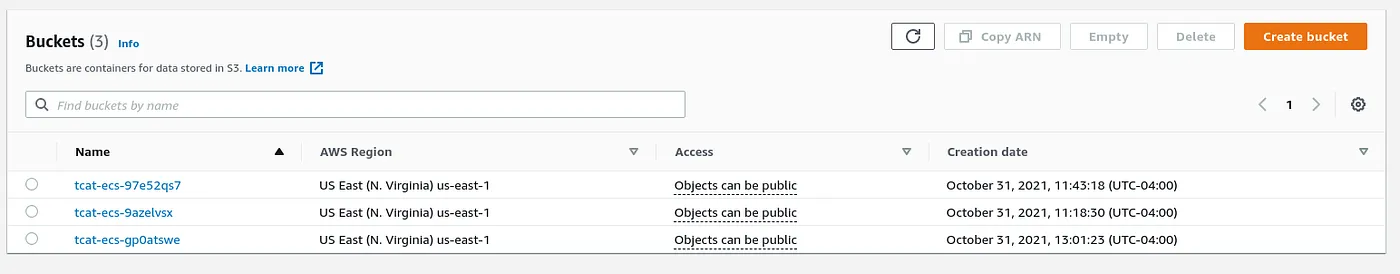 Buckets (3) Info
Copy ARN Empty Delete Create bucket
Buckets are containers for data stored in S3. Learn more
Find buckets by name
1
Name AWS Region Access Creation date
tcat-ecs-97e52qs7 US East (N. Virginia) us-east-1 Objects can be public October 31, 2021, 11:43:18 (UTC-04:00)
tcat-ecs-9azelvsx US East (N. Virginia) us-east-1 Objects can be public October 31, 2021, 11:18:30 (UTC-04:00)
tcat-ecs-gp0atswe US East (N. Virginia) us-east-1 Objects can be public October 31, 2021, 13:01:23 (UTC-04:00)